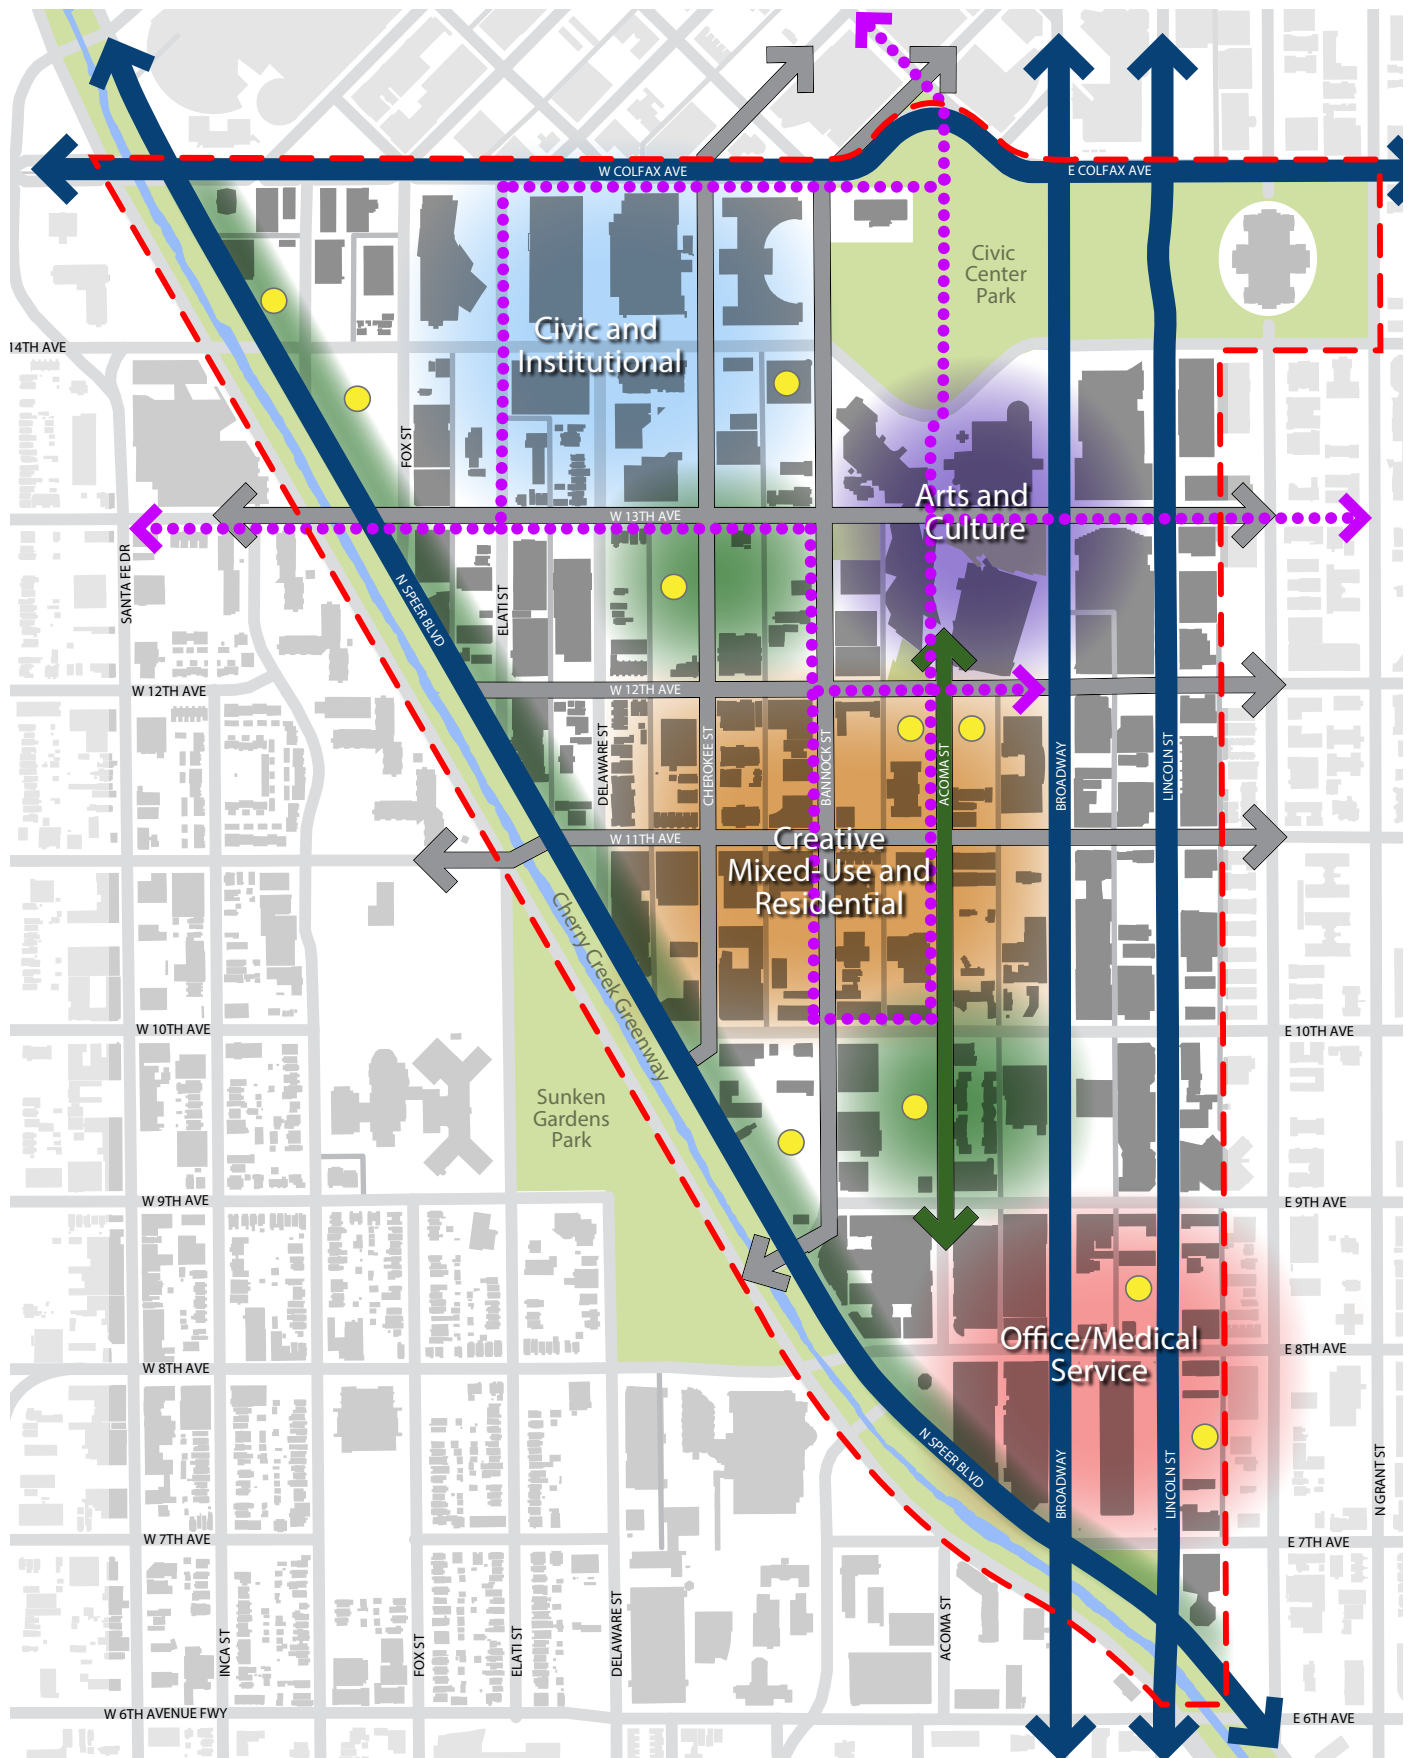 W COLFAX AVE
E COLFAX AVE
Civic
Center
Park
Civic and
Institutional
14TH AVE
FOX ST
Arts and
Culture
W 13TH AVE
SANTA FE DR
N SPEER BLVD
ELATI ST
W 12TH AVE
W 12TH AVE
DELAWARE ST
CHEROKEE ST
BANNOCK ST
ACOMA ST
BROADWAY
LINCOLN ST
W 11TH AVE
Creative
Mixed-Use and
Residential
Cherry Creek Greenway
W 10TH AVE
E 10TH AVE
Sunken
Gardens
Park
W 9TH AVE
E 9TH AVE
Office/Medical
Service
W 8TH AVE
E 8TH AVE
N SPEER BLVD
BROADWAY
LINCOLN ST
N GRANT ST
W 7TH AVE
E 7TH AVE
INCA ST
FOX ST
ELATI ST
DELAWARE ST
ACOMA ST
W 6TH AVENUE FWY
E 6TH AVE